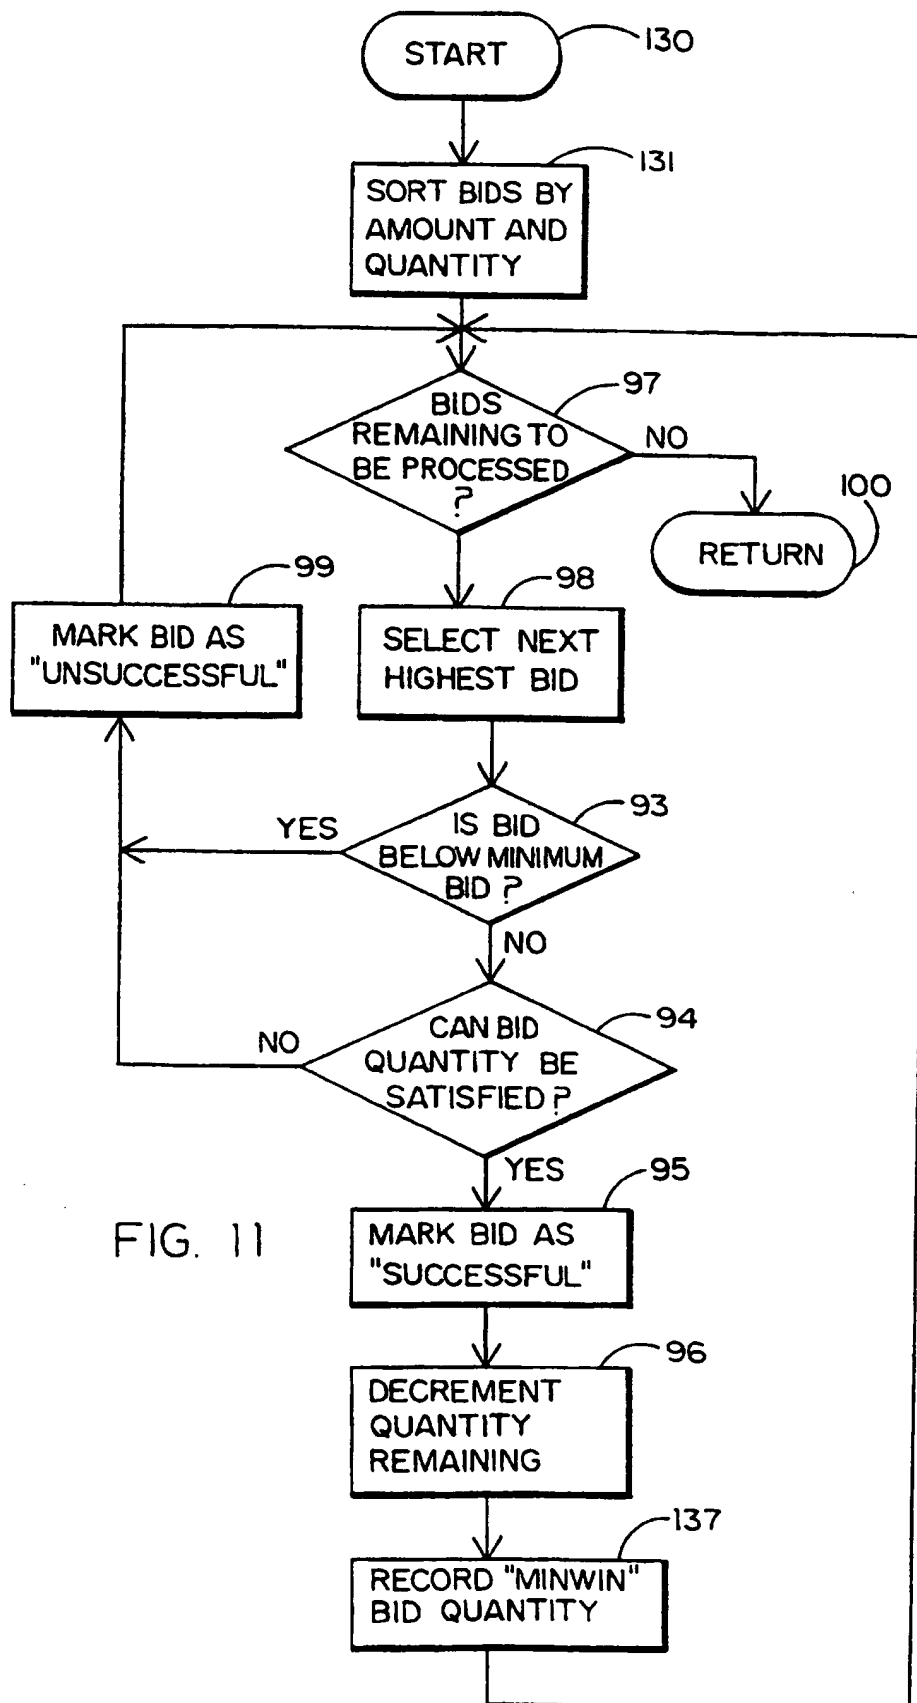 START
130
131
SORT BIDS BY
AMOUNT AND
QUANTITY
97
BIDS
REMAINING TO
BE PROCESSED
?
NO
100
RETURN
99
MARK BID AS
"UNSUCCESSFUL"
98
SELECT NEXT
HIGHEST BID
93
YES
IS BID
BELOW MINIMUM
BID ?
NO
94
NO
CAN BID
QUANTITY BE
SATISFIED ?
YES
95
MARK BID AS
"SUCCESSFUL"
FIG. 11
96
DECREMENT
QUANTITY
REMAINING
137
RECORD "MINWIN"
BID QUANTITY